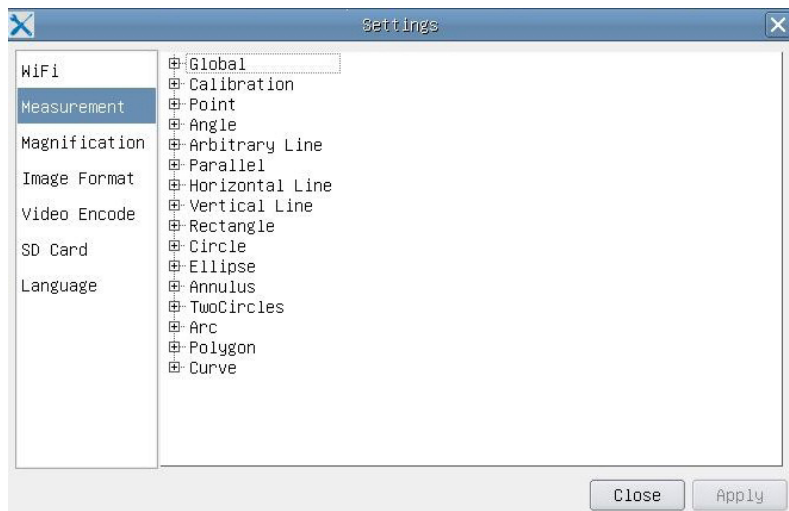 Settings
WiFi
Measurement
Magnification
Image Format
Video Encode
SD Card
Language
Global
Calibration
Point
Angle
Arbitrary Line
Parallel
Horizontal Line
Vertical Line
Rectangle
Circle
Ellipse
Annulus
TwoCircles
Arc
Polygon
Curve
Close
Apply